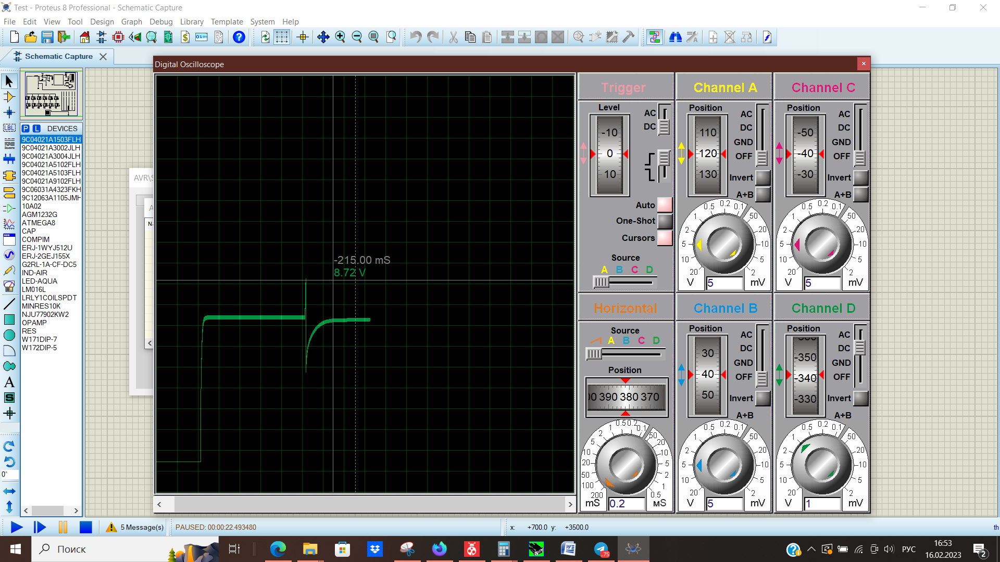 Test - Proteus 8 Professional - Schematic Capture
File Edit View Tool Design Graph Debug Library Template System Help
Schematic Capture
Digital Oscilloscope
P L DEVICES
9C04021A1503FLH
9C04021A3002JLH
9C04021A3004JLH
9C04021A5102FLH
9C04021A5103FLH
9C04021A9102FLH
9C06031A4323FKH
9C12063A1105JMH
10A02
AGM1232G
ATMEGA8
CAP
COMPIM
ERJ-1WYJ512U
ERJ-2GEJ155X
G2RL-1A-CF-DC5
IND-AIR
LED-AQUA
LM016L
LRLY1COILSPDT
MINRES10K
NJU77902KW2
OPAMP
RES
W171DIP-7
W172DIP-5
LBL
A
S
0°
AVR\S
-215.00 mS
8.72 V
Trigger
Level
-10
0
10
AC
DC
Auto
One-Shot
Cursors
Source
A B C D
Channel A
Position
110
120
130
AC
DC
GND
OFF
Invert
A+B
20 10 5 2 1 0.5 0.2 0.1 50 20 10 5 2
V 5 mV
Channel C
Position
-50
-40
-30
AC
DC
GND
OFF
Invert
A+B
20 10 5 2 1 0.5 0.2 0.1 50 20 10 5 2
V 5 mV
Horizontal
Source
A B C D
Position
390 380 370
200 100 50 20 10 5 2 1 0.5 0.2 0.1 50 20 10 5 2 1 0.5
mS 0.2 мS
Channel B
Position
30
40
50
AC
DC
GND
OFF
Invert
A+B
20 10 5 2 1 0.5 0.2 0.1 50 20 10 5 2
V 5 mV
Channel D
Position
-350
-340
-330
AC
DC
GND
OFF
Invert
A+B
20 10 5 2 1 0.5 0.2 0.1 50 20 10 5 2
V 1 mV
5 Message(s) PAUSED: 00:00:22.493480 x: +700.0 y: +3500.0 th
Поиск
75
РУС
16:53
16.02.2023
2